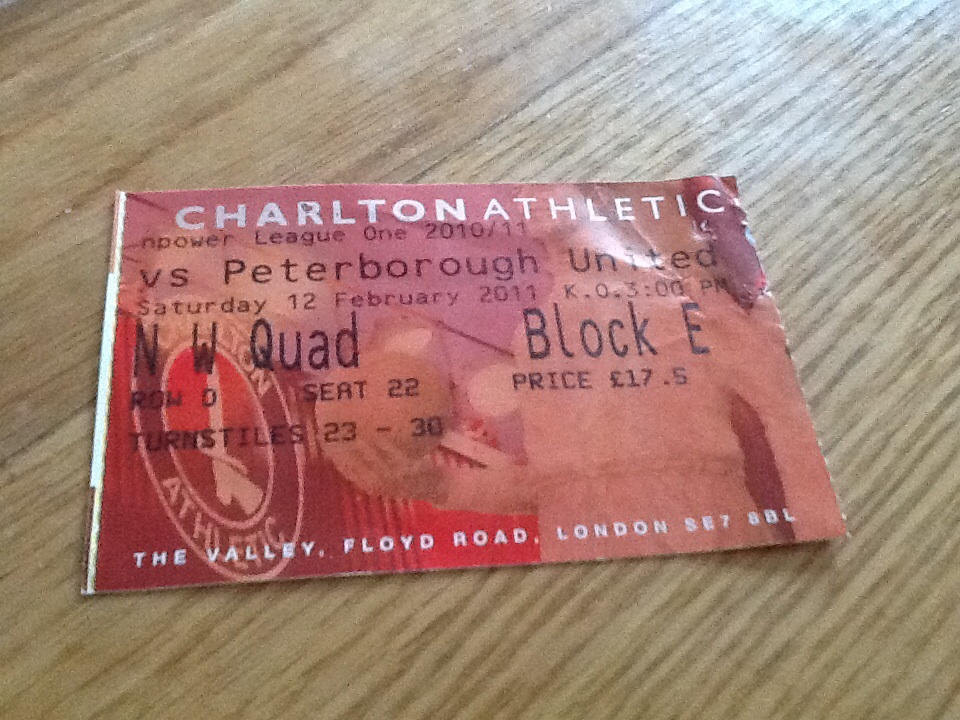 CHARLTON ATHLETIC
npower League One 2010/11
vs Peterborough United
Saturday 12 February 2011 K.O.3:00 PM
N W Quad Block E
ROW O SEAT 22 PRICE £17.5
TURNSTILES 23 - 30
ATHLETIC
THE VALLEY, FLOYD ROAD, LONDON SE7 8BL